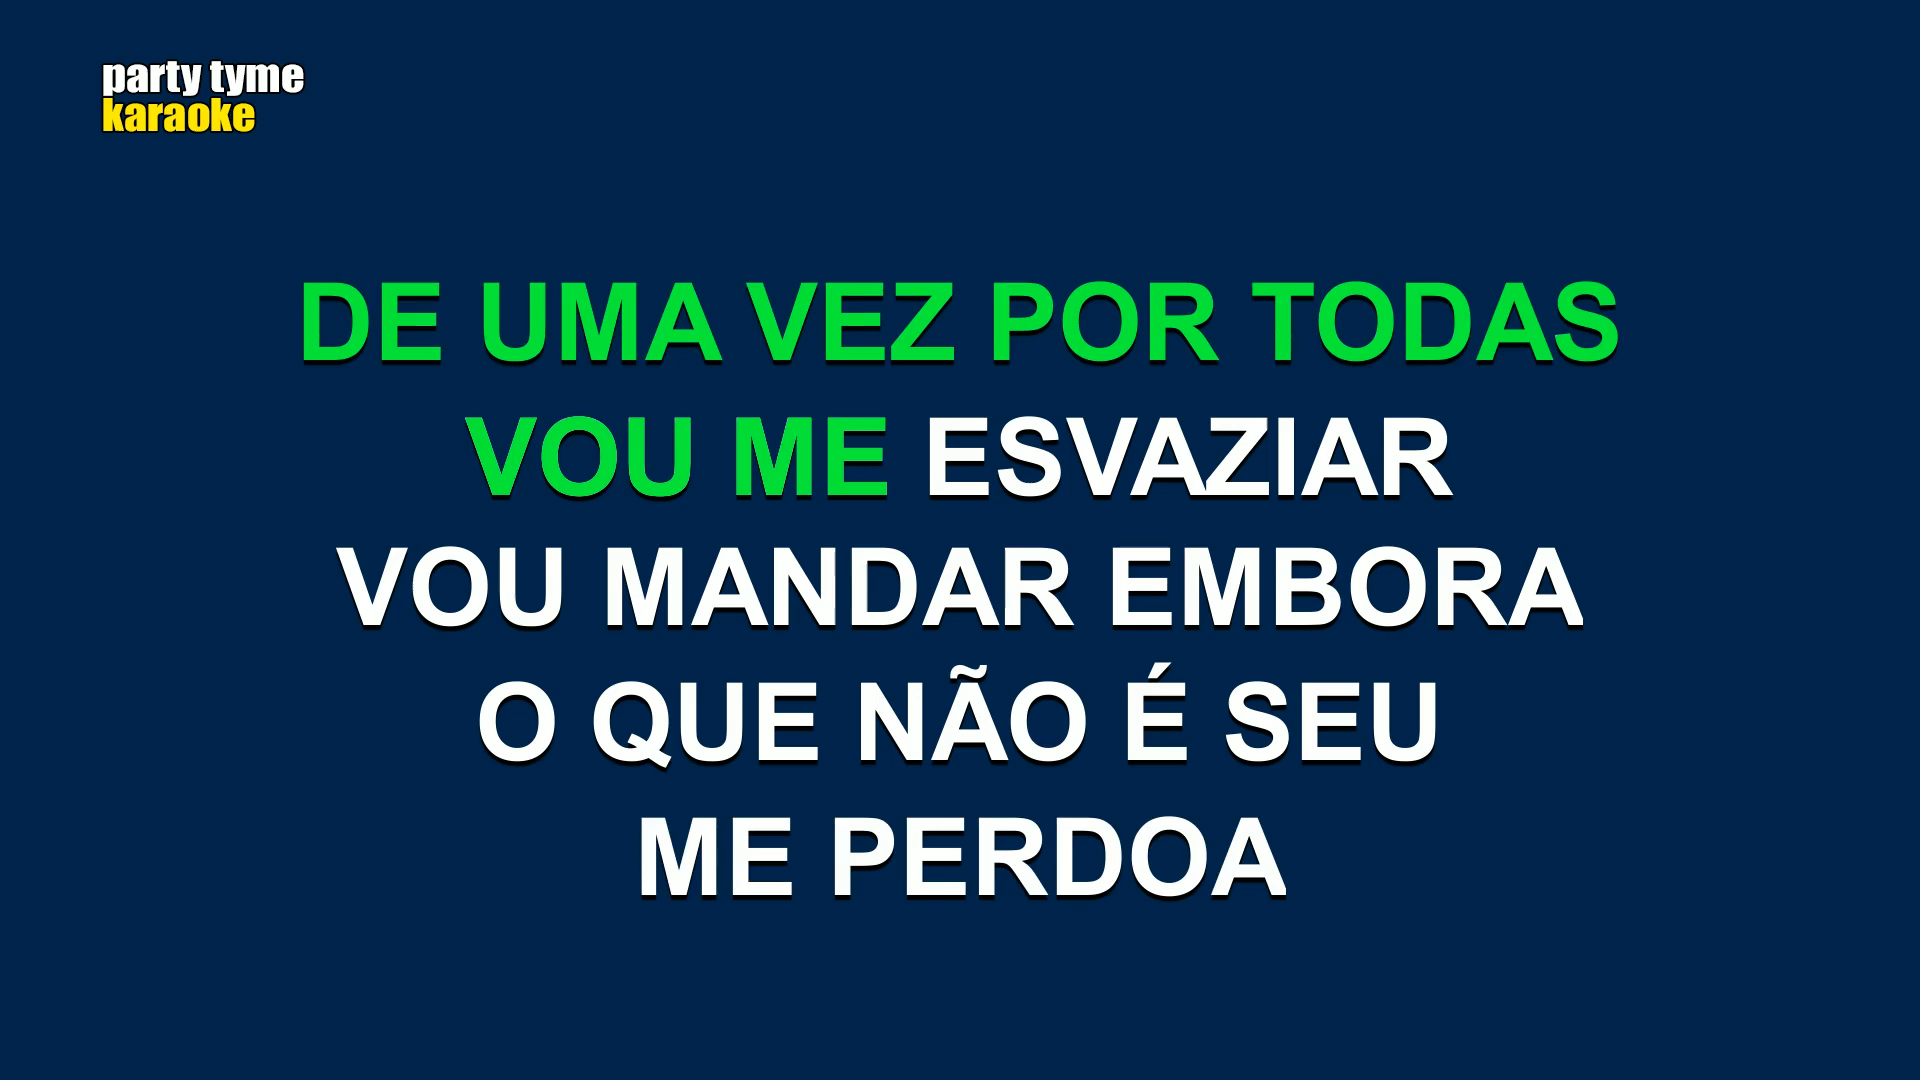 party tyme
karaoke
DE UMA VEZ POR TODAS
VOU ME ESVAZIAR
VOU MANDAR EMBORA
O QUE NÃO É SEU
ME PERDOA